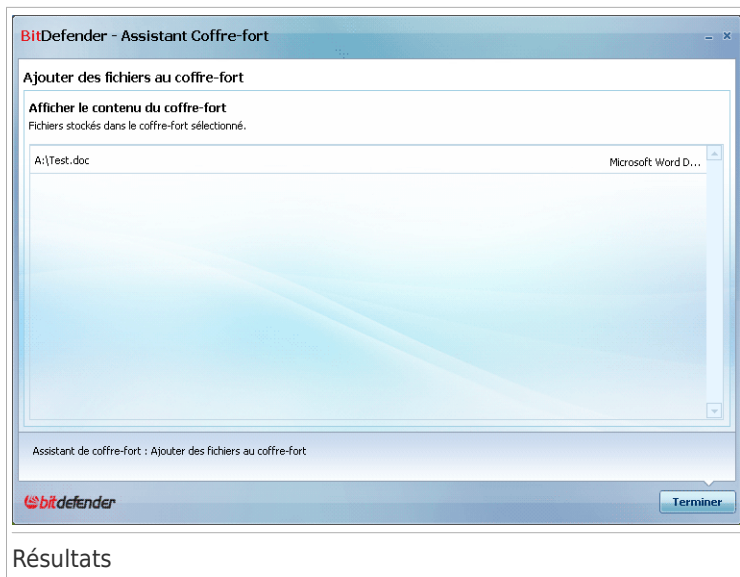 BitDefender - Assistant Coffre-fort
Ajouter des fichiers au coffre-fort
Afficher le contenu du coffre-fort
Fichiers stockés dans le coffre-fort sélectionné.
A:\Test.doc Microsoft Word D...
Assistant de coffre-fort : Ajouter des fichiers au coffre-fort
bitdefender
Terminer
Résultats